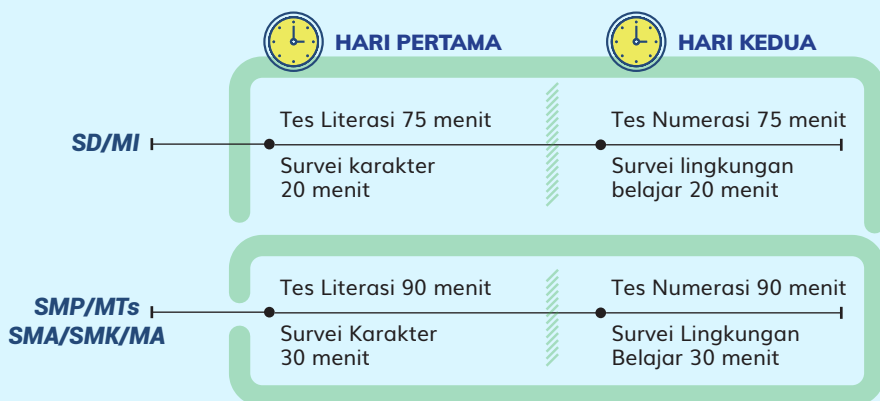 HARI PERTAMA
HARI KEDUA
SD/MI
Tes Literasi 75 menit
Survei karakter
20 menit
Tes Numerasi 75 menit
Survei lingkungan
belajar 20 menit
SMP/MTs
SMA/SMK/MA
Tes Literasi 90 menit
Survei Karakter
30 menit
Tes Numerasi 90 menit
Survei Lingkungan
Belajar 30 menit